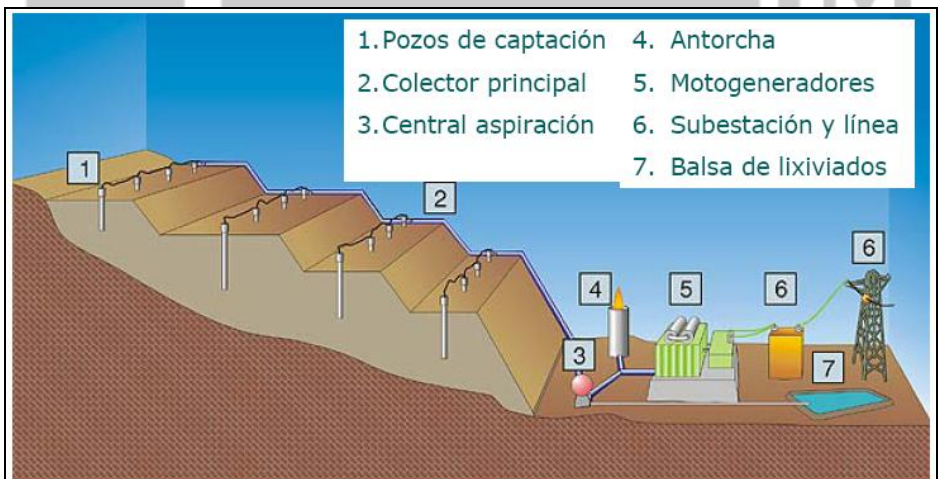 1. Pozos de captación
2. Colector principal
3. Central aspiración
4. Antorcha
5. Motogeneradores
6. Subestación y línea
7. Balsa de lixiviados
1
2
3
4
5
6
6
7